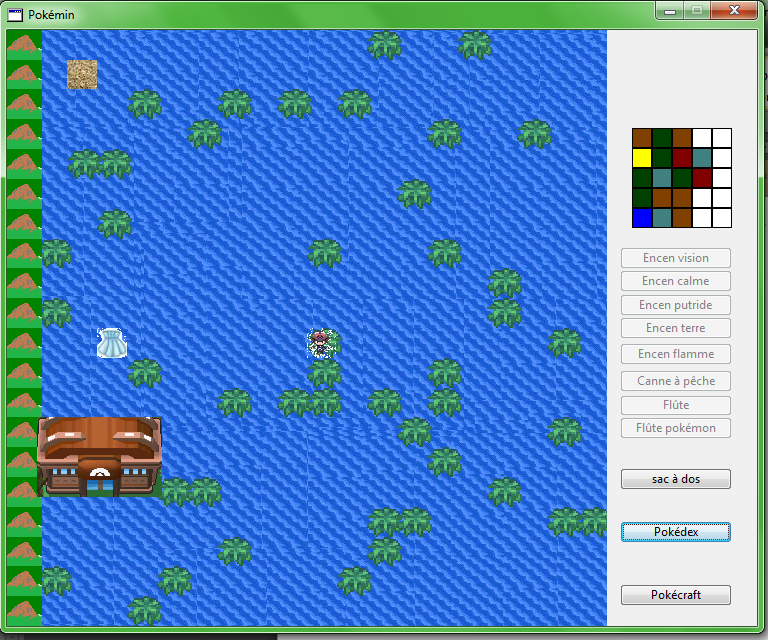 Pokémin
Encen vision
Encen calme
Encen putride
Encen terre
Encen flamme
Canne à pêche
Flûte
Flûte pokémon
sac à dos
Pokédex
Pokécraft